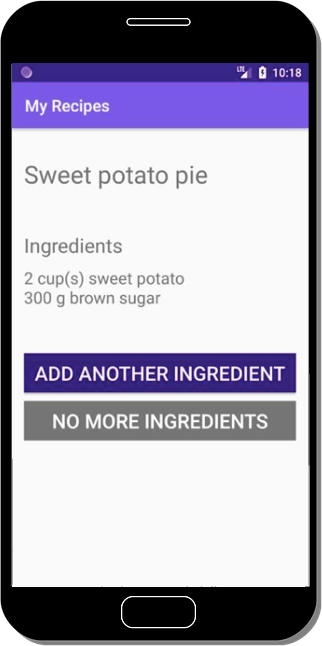 LTE 10:18
My Recipes
Sweet potato pie
Ingredients
2 cup(s) sweet potato
300 g brown sugar
ADD ANOTHER INGREDIENT
NO MORE INGREDIENTS